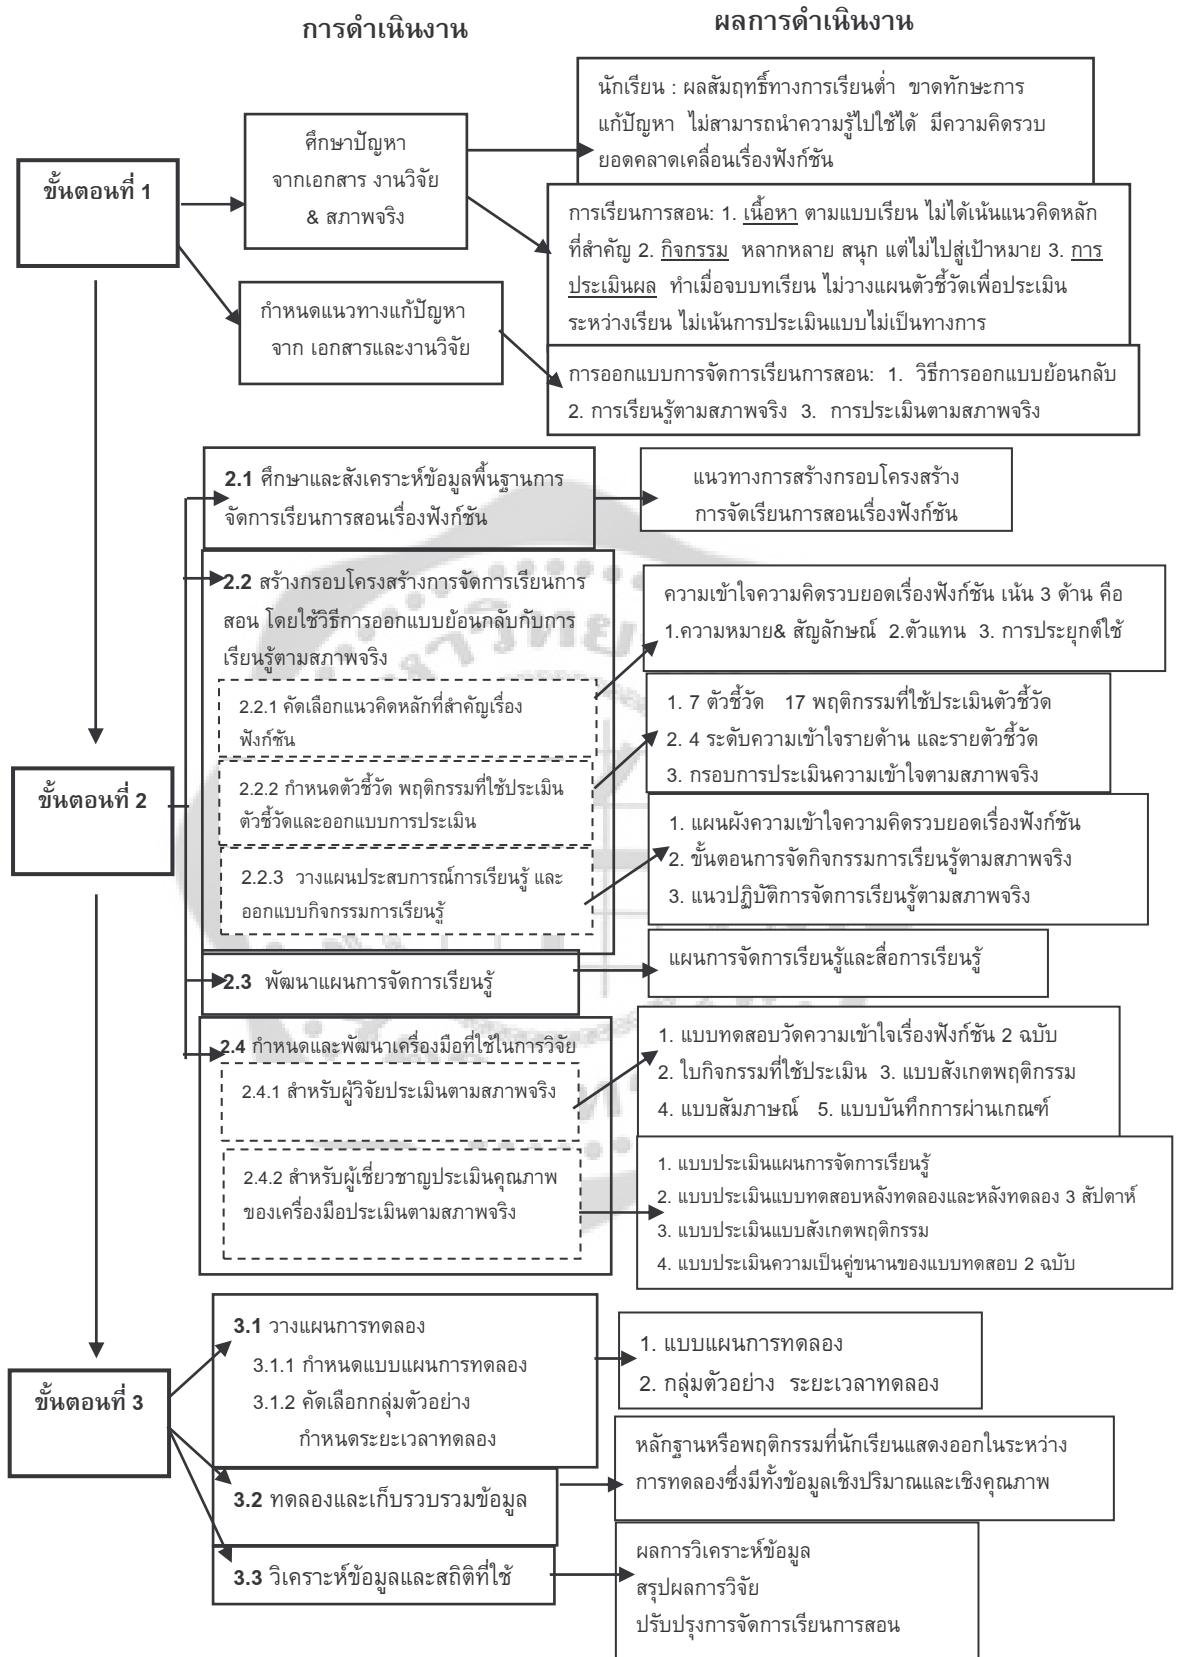 การดำเนินงาน
ผลการดำเนินงาน
ขั้นตอนที่ 1
ศึกษาปัญหา
จากเอกสาร งานวิจัย
& สภาพจริง
นักเรียน : ผลสัมฤทธิ์ทางการเรียนต่ำ ขาดทักษะการ
แก้ปัญหา ไม่สามารถนำความรู้ไปใช้ได้ มีความคิดรวบ
ยอดคลาดเคลื่อนเรื่องฟังก์ชัน
การเรียนการสอน: 1. เนื้อหา ตามแบบเรียน ไม่ได้เน้นแนวคิดหลัก
ที่สำคัญ 2. กิจกรรม หลากหลาย สนุก แต่ไม่ไปสู่เป้าหมาย 3. การ
ประเมินผล ทำเมื่อจบบทเรียน ไม่วางแผนตัวชี้วัดเพื่อประเมิน
ระหว่างเรียน ไม่เน้นการประเมินแบบไม่เป็นทางการ
กำหนดแนวทางแก้ปัญหา
จาก เอกสารและงานวิจัย
การออกแบบการจัดการเรียนการสอน: 1. วิธีการออกแบบย้อนกลับ
2. การเรียนรู้ตามสภาพจริง 3. การประเมินตามสภาพจริง
ขั้นตอนที่ 2
2.1 ศึกษาและสังเคราะห์ข้อมูลพื้นฐานการ
จัดการเรียนการสอนเรื่องฟังก์ชัน
แนวทางการสร้างกรอบโครงสร้าง
การจัดเรียนการสอนเรื่องฟังก์ชัน
2.2 สร้างกรอบโครงสร้างการจัดการเรียนการ
สอน โดยใช้วิธีการออกแบบย้อนกลับกับการ
เรียนรู้ตามสภาพจริง
2.2.1 คัดเลือกแนวคิดหลักที่สำคัญเรื่อง
ฟังก์ชัน
ความเข้าใจความคิดรวบยอดเรื่องฟังก์ชัน เน้น 3 ด้าน คือ
1.ความหมาย& สัญลักษณ์ 2.ตัวแทน 3. การประยุกต์ใช้
2.2.2 กำหนดตัวชี้วัด พฤติกรรมที่ใช้ประเมิน
ตัวชี้วัดและออกแบบการประเมิน
1. 7 ตัวชี้วัด 17 พฤติกรรมที่ใช้ประเมินตัวชี้วัด
2. 4 ระดับความเข้าใจรายด้าน และรายตัวชี้วัด
3. กรอบการประเมินความเข้าใจตามสภาพจริง
2.2.3 วางแผนประสบการณ์การเรียนรู้ และ
ออกแบบกิจกรรมการเรียนรู้
1. แผนผังความเข้าใจความคิดรวบยอดเรื่องฟังก์ชัน
2. ขั้นตอนการจัดกิจกรรมการเรียนรู้ตามสภาพจริง
3. แนวปฏิบัติการจัดการเรียนรู้ตามสภาพจริง
2.3 พัฒนาแผนการจัดการเรียนรู้
แผนการจัดการเรียนรู้และสื่อการเรียนรู้
2.4 กำหนดและพัฒนาเครื่องมือที่ใช้ในการวิจัย
2.4.1 สำหรับผู้วิจัยประเมินตามสภาพจริง
1. แบบทดสอบวัดความเข้าใจเรื่องฟังก์ชัน 2 ฉบับ
2. ใบกิจกรรมที่ใช้ประเมิน 3. แบบสังเกตพฤติกรรม
4. แบบสัมภาษณ์ 5. แบบบันทึกการผ่านเกณฑ์
2.4.2 สำหรับผู้เชี่ยวชาญประเมินคุณภาพ
ของเครื่องมือประเมินตามสภาพจริง
1. แบบประเมินแผนการจัดการเรียนรู้
2. แบบประเมินแบบทดสอบหลังทดลองและหลังทดลอง 3 สัปดาห์
3. แบบประเมินแบบสังเกตพฤติกรรม
4. แบบประเมินความเป็นคู่ขนานของแบบทดสอบ 2 ฉบับ
ขั้นตอนที่ 3
3.1 วางแผนการทดลอง
3.1.1 กำหนดแบบแผนการทดลอง
3.1.2 คัดเลือกกลุ่มตัวอย่าง
กำหนดระยะเวลาทดลอง
1. แบบแผนการทดลอง
2. กลุ่มตัวอย่าง ระยะเวลาทดลอง
3.2 ทดลองและเก็บรวบรวมข้อมูล
หลักฐานหรือพฤติกรรมที่นักเรียนแสดงออกในระหว่าง
การทดลองซึ่งมีทั้งข้อมูลเชิงปริมาณและเชิงคุณภาพ
3.3 วิเคราะห์ข้อมูลและสถิติที่ใช้
ผลการวิเคราะห์ข้อมูล
สรุปผลการวิจัย
ปรับปรุงการจัดการเรียนการสอน